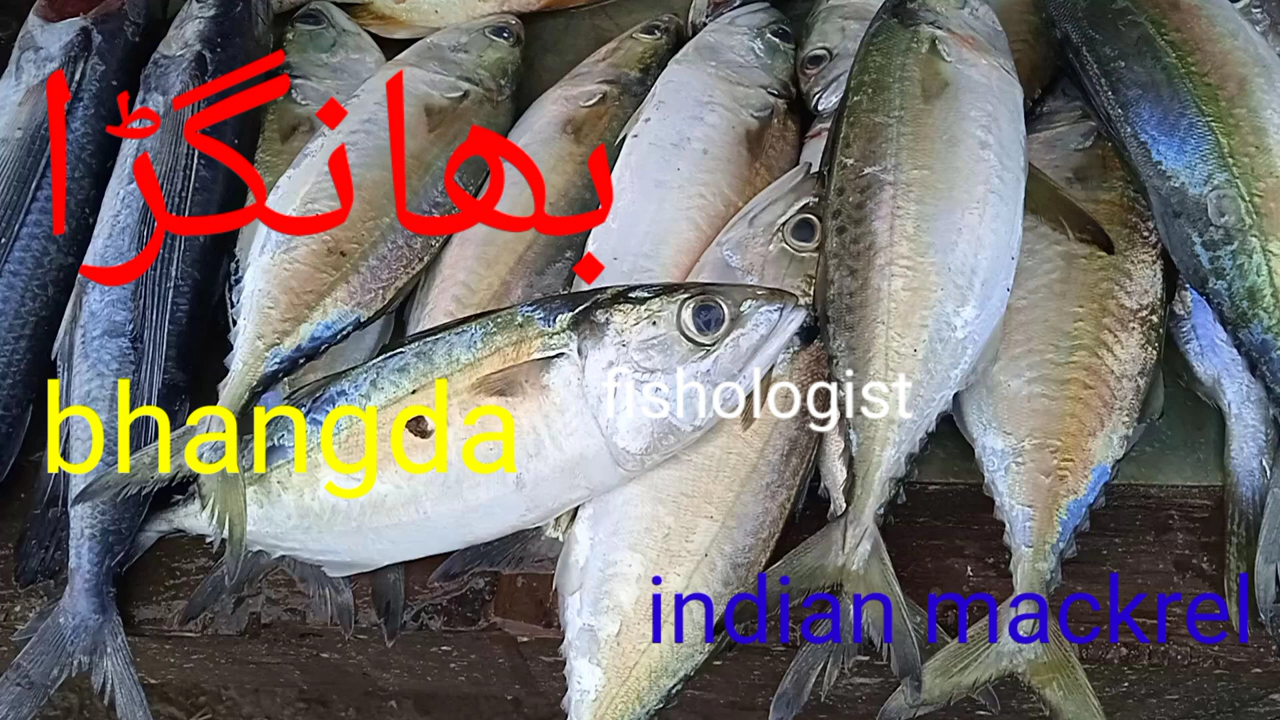 بھانگڑا
bhangda
fishologist
indian mackrel